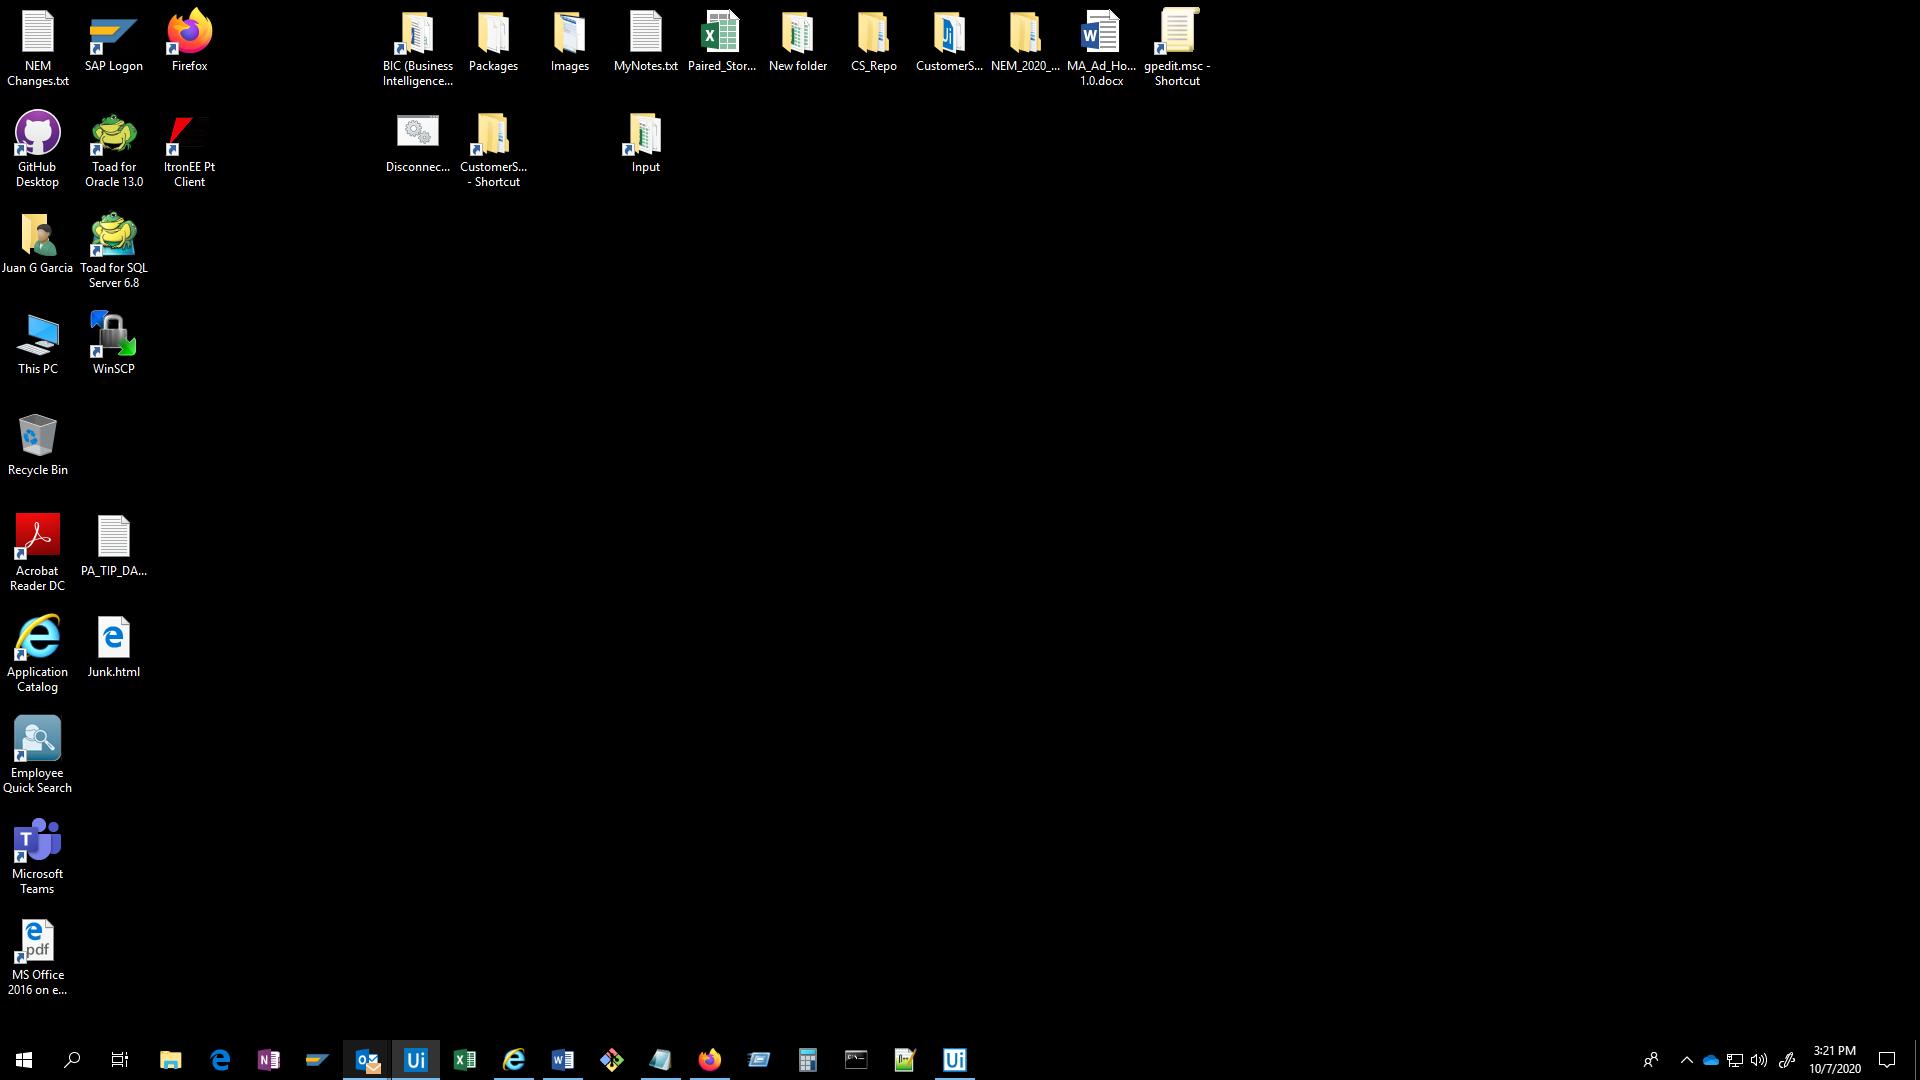 NEM
Changes.txt
SAP Logon
Firefox
BIC (Business
Intelligence...
Packages
Images
MyNotes.txt
Paired_Stor...
New folder
CS_Repo
CustomerS...
NEM_2020_...
MA_Ad_Ho...
1.0.docx
gpedit.msc -
Shortcut
GitHub
Desktop
Toad for
Oracle 13.0
ItronEE Pt
Client
Disconnec...
CustomerS...
- Shortcut
Input
Juan G Garcia
Toad for SQL
Server 6.8
This PC
WinSCP
Recycle Bin
Acrobat
Reader DC
PA_TIP_DA...
Application
Catalog
Junk.html
Employee
Quick Search
Microsoft
Teams
pdf
MS Office
2016 on e...
Ui
Ui
3:21 PM
10/7/2020